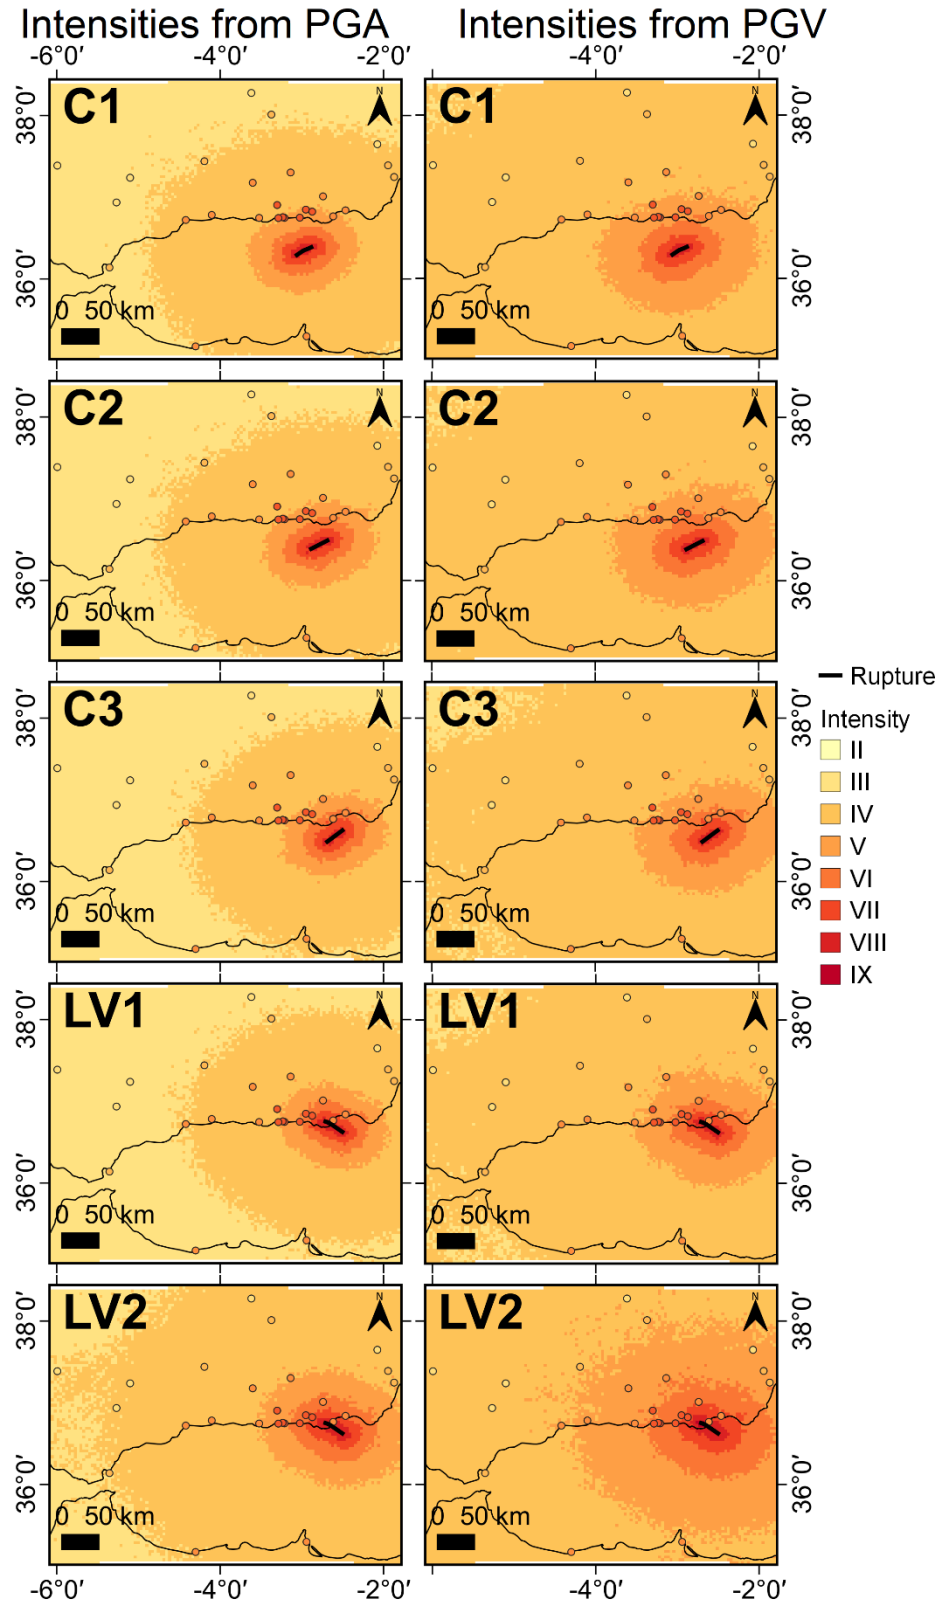 Intensities from PGA
Intensities from PGV
-6°0′ -4°0′ -2°0′
-4°0′ -2°0′
38°0′
36°0′
C1
N
0 50 km
C1
N
0 50 km
38°0′
36°0′
38°0′
36°0′
C2
N
0 50 km
C2
N
0 50 km
38°0′
36°0′
38°0′
36°0′
C3
N
0 50 km
C3
N
0 50 km
38°0′
36°0′
Rupture
Intensity
II
III
IV
V
VI
VII
VIII
IX
38°0′
36°0′
LV1
N
0 50 km
LV1
N
0 50 km
38°0′
36°0′
38°0′
36°0′
LV2
N
0 50 km
LV2
N
0 50 km
38°0′
36°0′
-6°0′ -4°0′ -2°0′
-4°0′ -2°0′